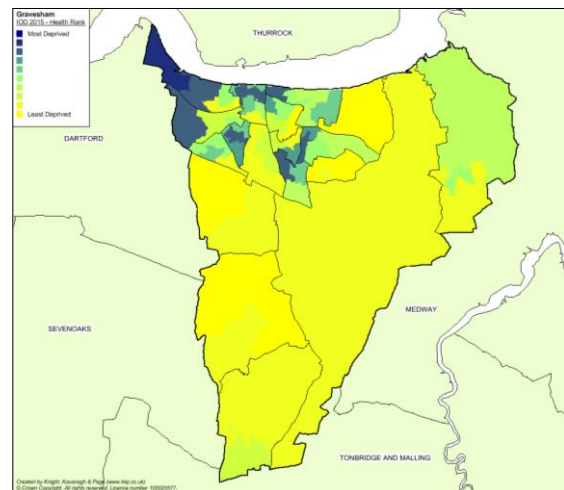 Gravesham
IOD 2015 - Health Rank
Most Deprived
Least Deprived
THURROCK
DARTFORD
SEVENOAKS
MEDWAY
TONBRIDGE AND MALLING
Created by Knight, Kavanagh & Page (www.kkp.co.uk)
© Crown Copyright. All rights reserved. Licence number 100020577.